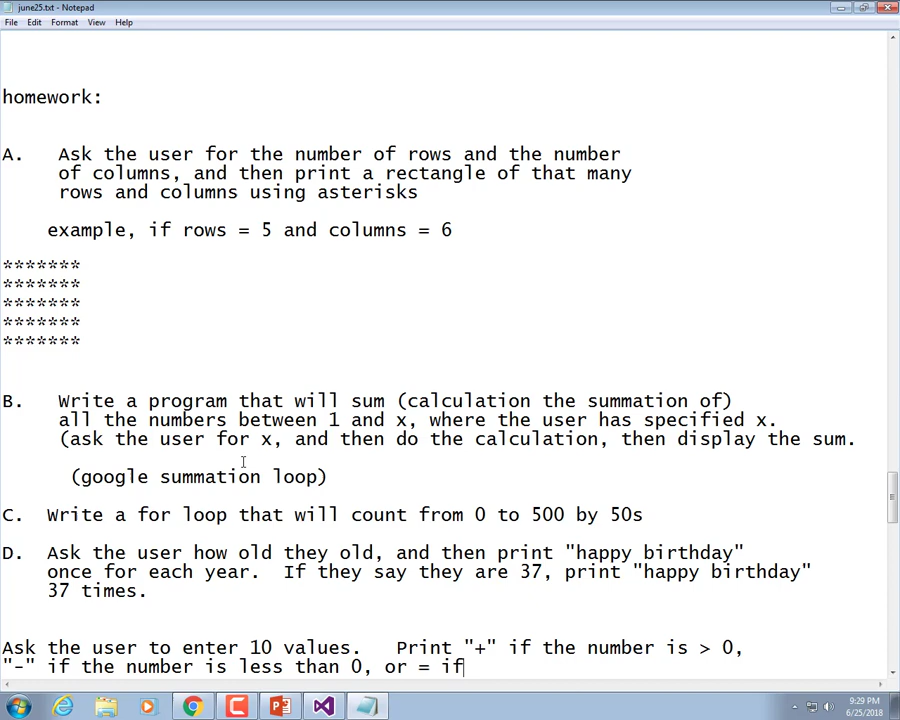 june25.txt - Notepad
File Edit Format View Help
homework:
A. Ask the user for the number of rows and the number
of columns, and then print a rectangle of that many
rows and columns using asterisks
example, if rows = 5 and columns = 6
*******
*******
*******
*******
*******
B. Write a program that will sum (calculation the summation of)
all the numbers between 1 and x, where the user has specified x.
(ask the user for x, and then do the calculation, then display the sum.
(google summation loop)
C. Write a for loop that will count from 0 to 500 by 50s
D. Ask the user how old they old, and then print "happy birthday"
once for each year. If they say they are 37, print "happy birthday"
37 times.
Ask the user to enter 10 values. Print "+" if the number is > 0,
"-" if the number is less than 0, or = if
9:29 PM
6/25/2018